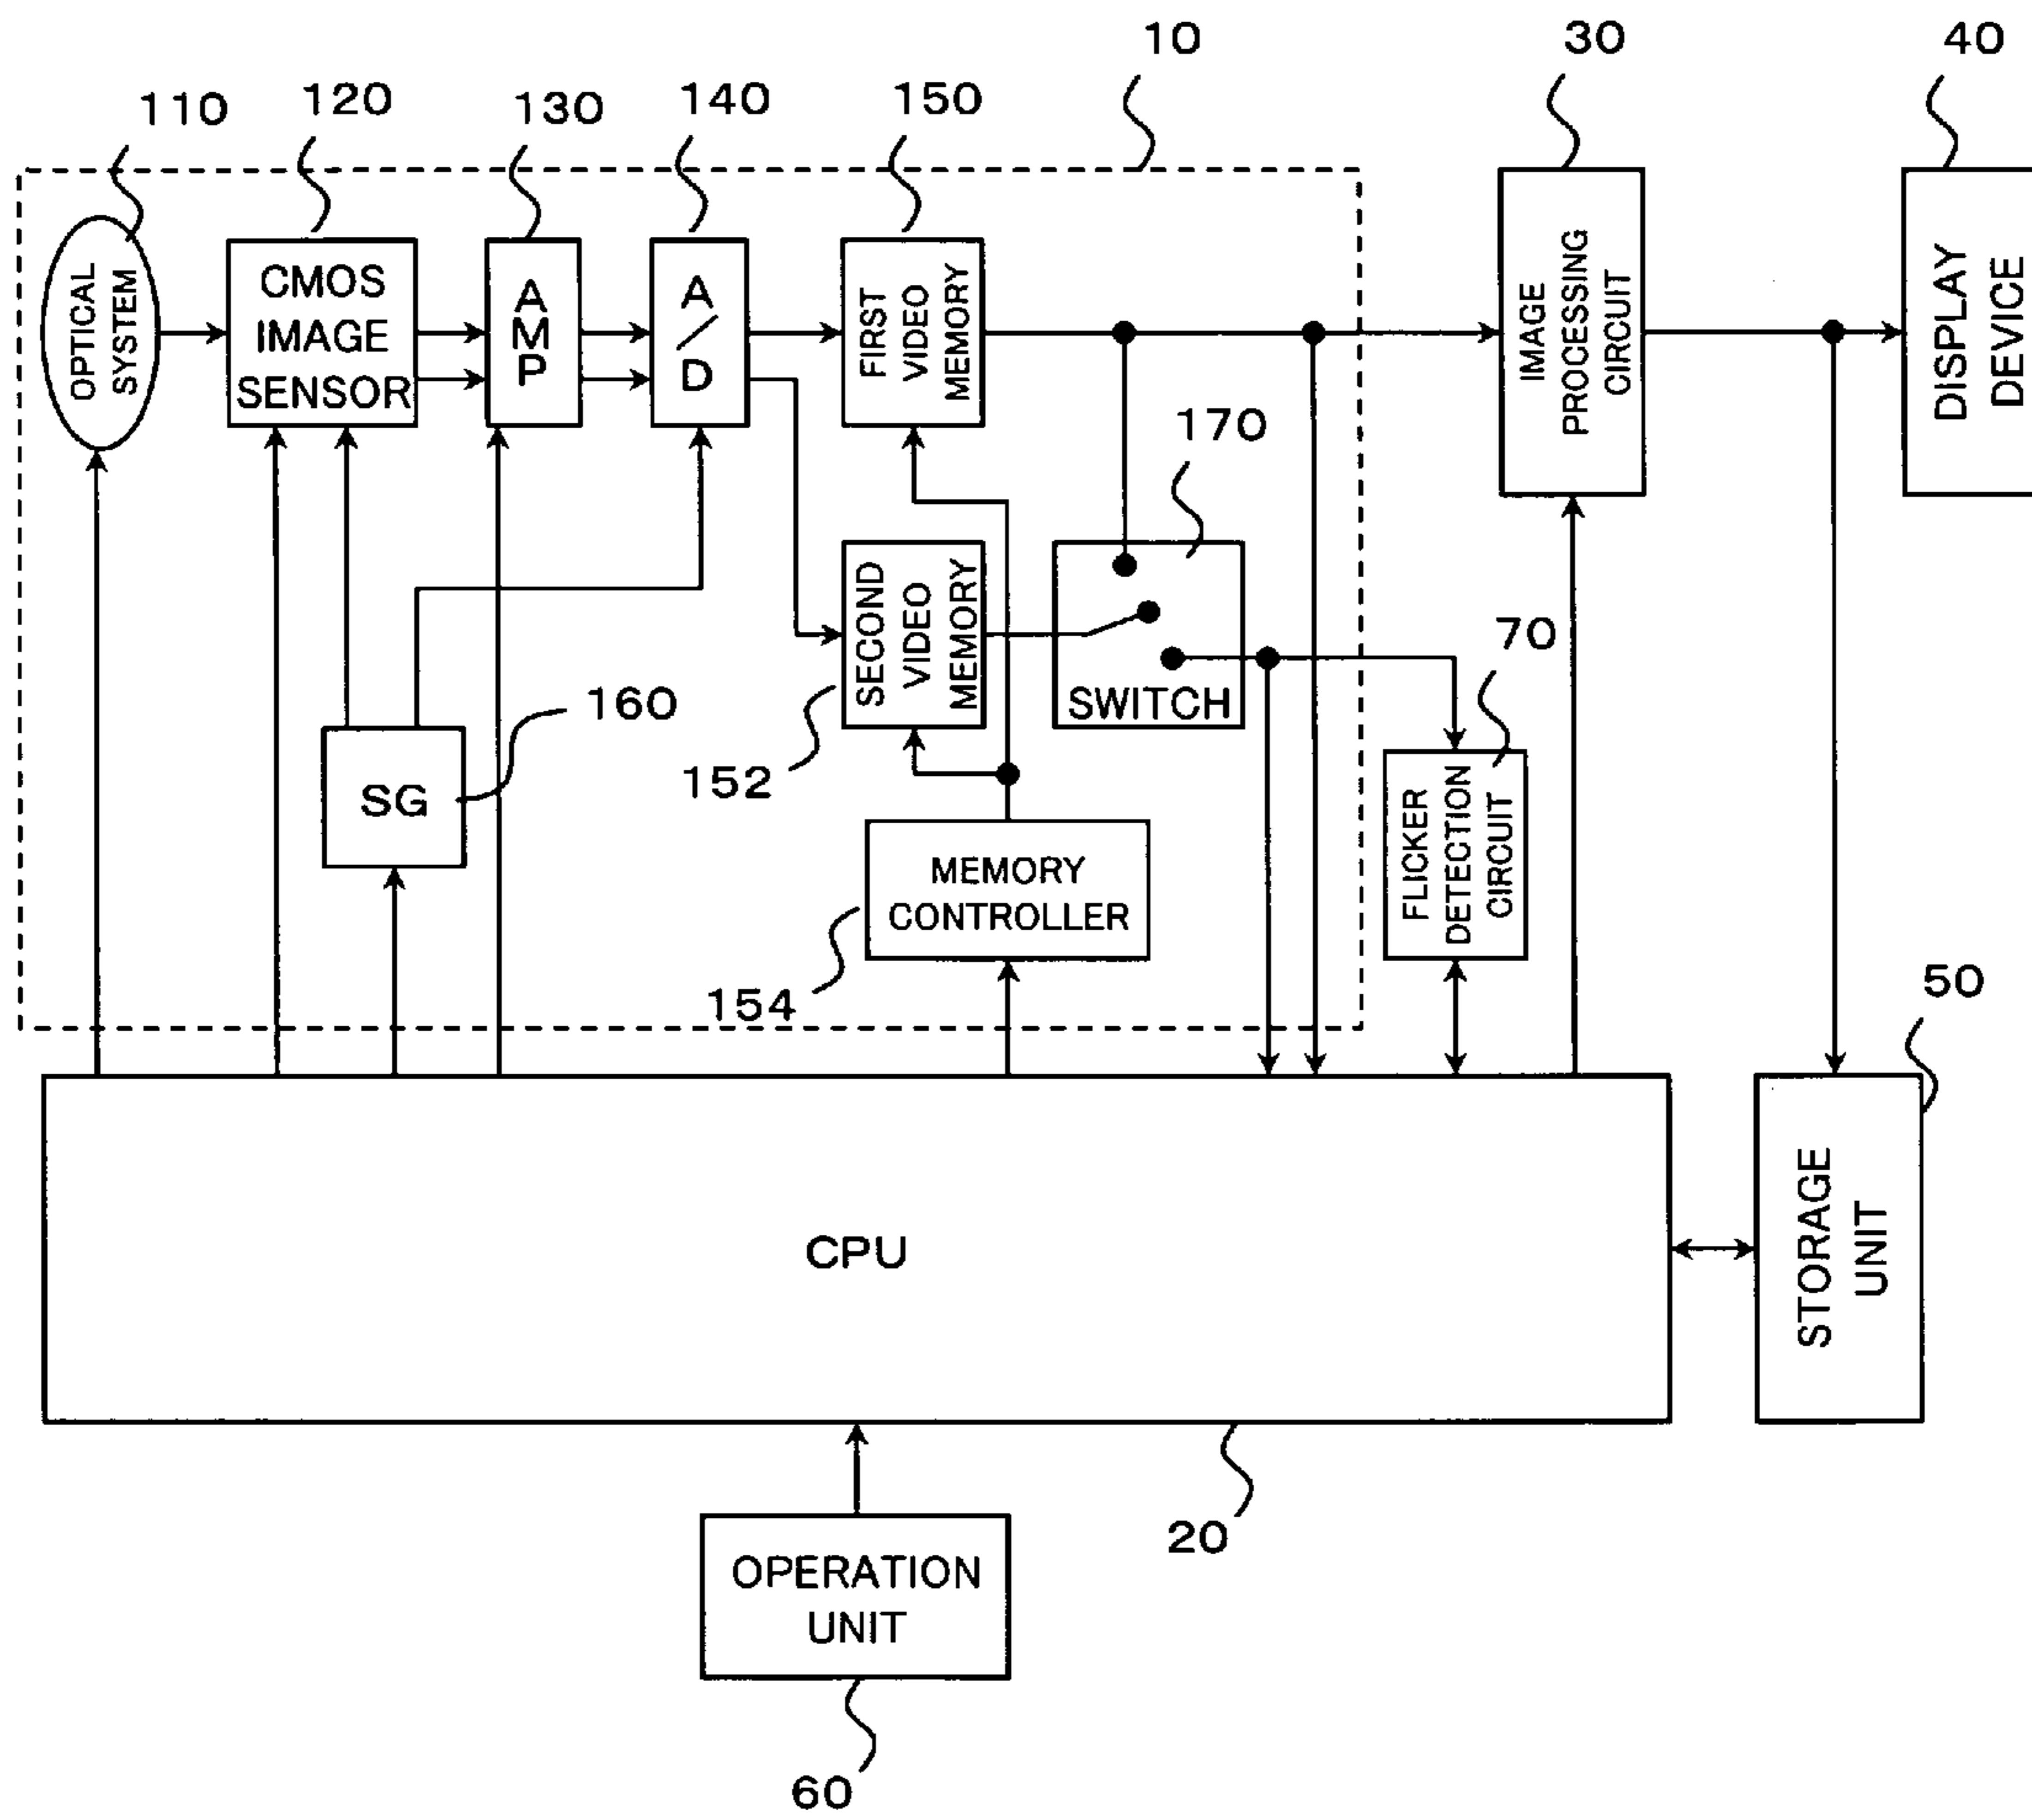 10
30
40
110
120
130
140
150
OPTICAL
SYSTEM
CMOS
IMAGE
SENSOR
A
M
P
A
/
D
FIRST
VIDEO
MEMORY
IMAGE
PROCESSING
CIRCUIT
DISPLAY
DEVICE
170
SECOND
VIDEO
MEMORY
SWITCH
70
160
152
SG
FLICKER
DETECTION
CIRCUIT
MEMORY
CONTROLLER
154
50
CPU
STORAGE
UNIT
20
OPERATION
UNIT
60